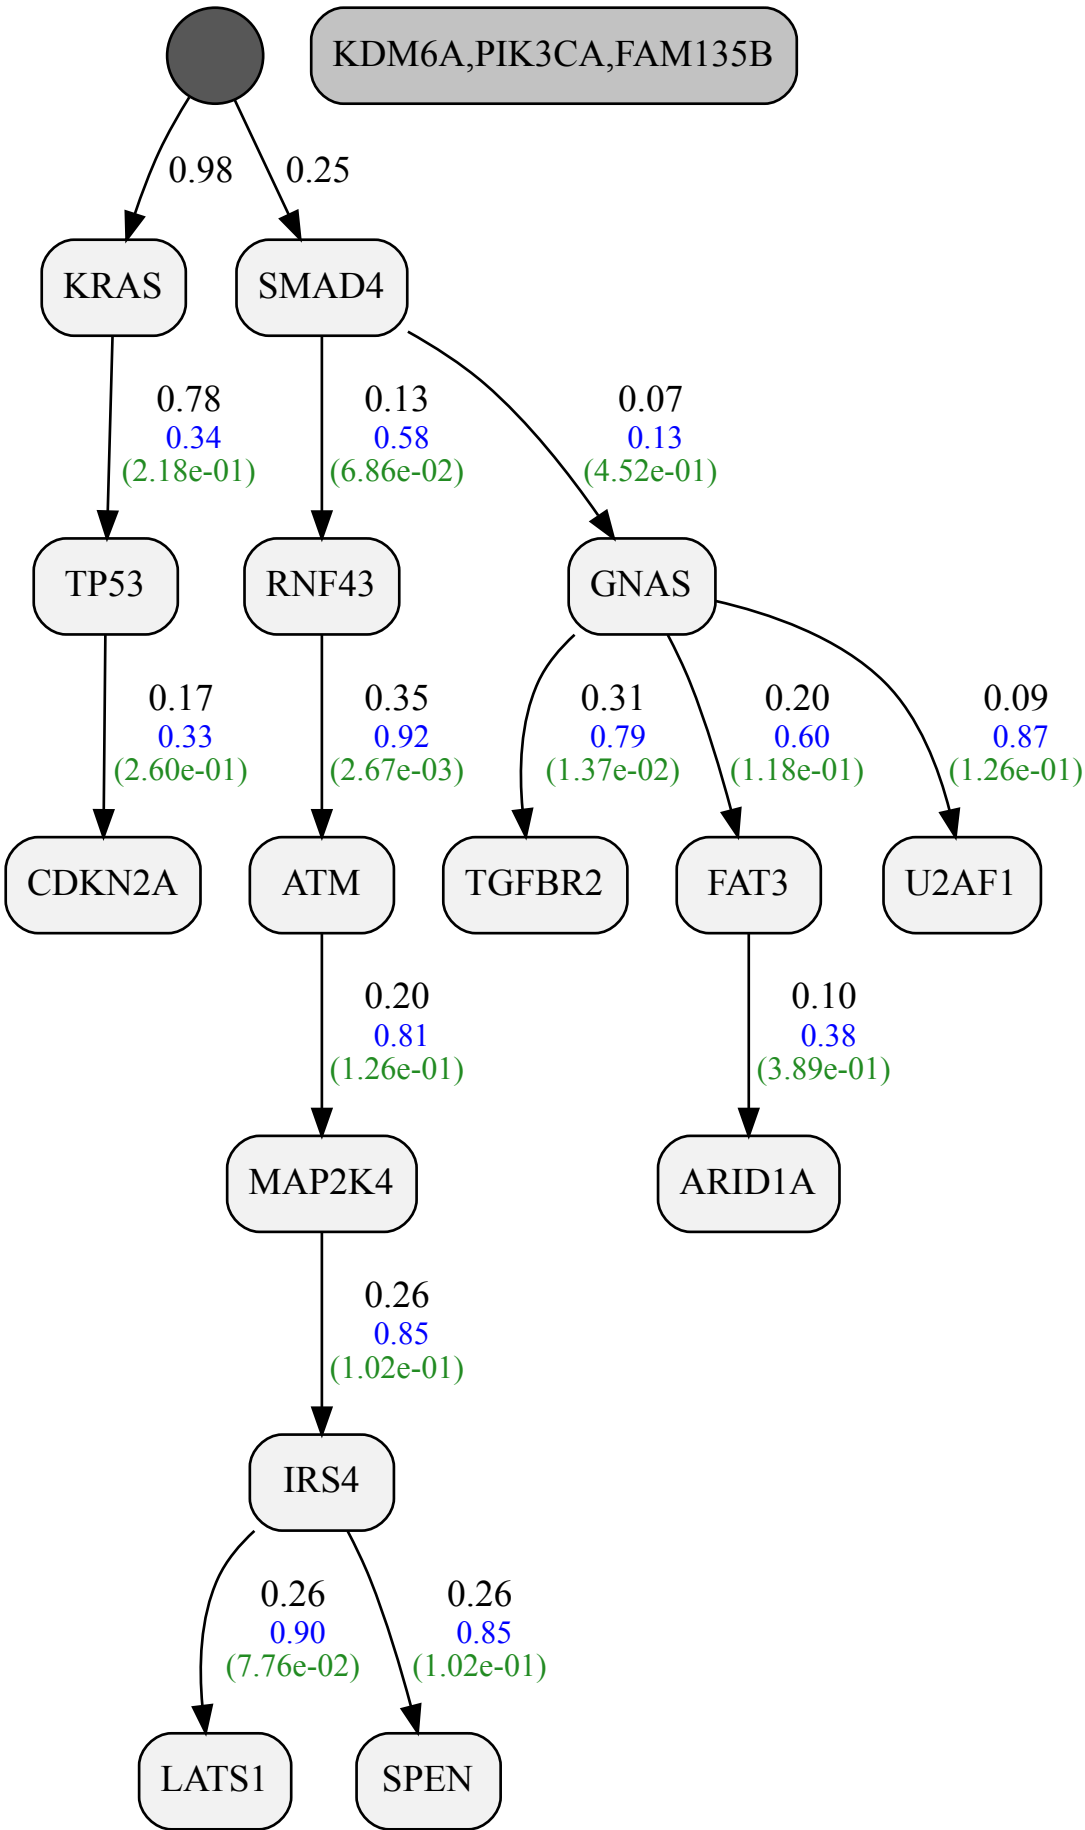 KDM6A,PIK3CA,FAM135B
0.98
0.25
KRAS
SMAD4
0.78
0.34
(2.18e-01)
0.13
0.58
(6.86e-02)
0.07
0.13
(4.52e-01)
TP53
RNF43
GNAS
0.17
0.33
(2.60e-01)
0.35
0.92
(2.67e-03)
0.31
0.79
(1.37e-02)
0.20
0.60
(1.18e-01)
0.09
0.87
(1.26e-01)
CDKN2A
ATM
TGFBR2
FAT3
U2AF1
0.20
0.81
(1.26e-01)
0.10
0.38
(3.89e-01)
MAP2K4
ARID1A
0.26
0.85
(1.02e-01)
IRS4
0.26
0.90
(7.76e-02)
0.26
0.85
(1.02e-01)
LATS1
SPEN